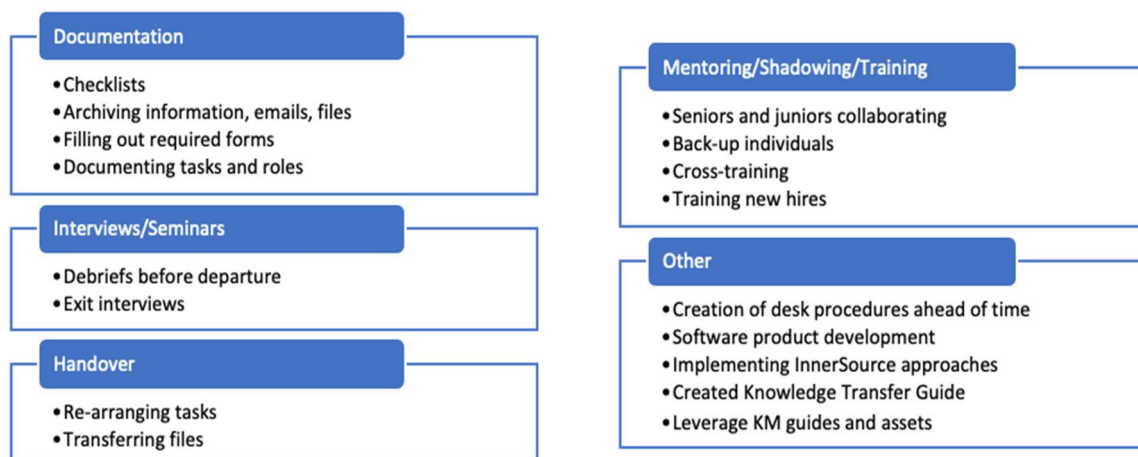 Documentation
•Checklists
•Archiving information, emails, files
•Filling out required forms
•Documenting tasks and roles
Interviews/Seminars
•Debriefs before departure
•Exit interviews
Handover
•Re-arranging tasks
•Transferring files
Mentoring/Shadowing/Training
•Seniors and juniors collaborating
•Back-up individuals
•Cross-training
•Training new hires
Other
•Creation of desk procedures ahead of time
•Software product development
•Implementing InnerSource approaches
•Created Knowledge Transfer Guide
•Leverage KM guides and assets